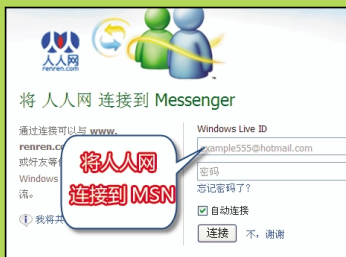 人人网
renren.com
将 人人网 连接到 Messenger
通过连接可以与 www.
renren.c
或好友等
Windows
流。
我将共
将人人网
连接到 MSN
Windows Live ID
example555@hotmail.com
密码
忘记密码了?
自动连接
连接 不，谢谢